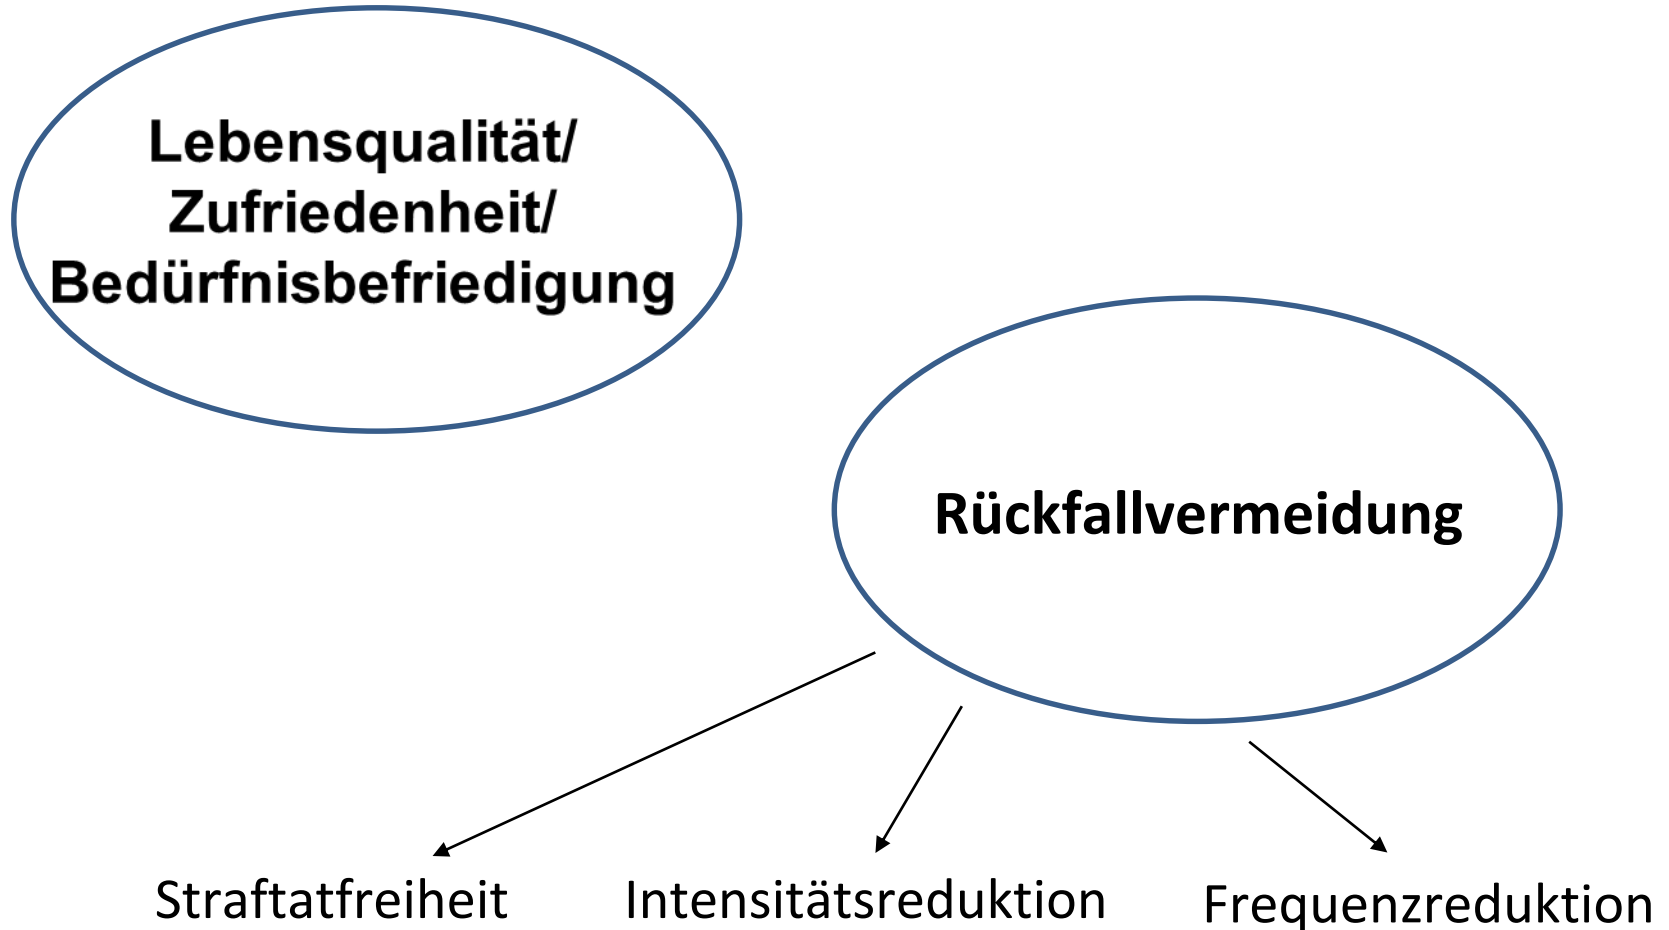 Lebensqualität/
Zufriedenheit/
Bedürfnisbefriedigung
Rückfallvermeidung
Straftatfreiheit
Intensitätsreduktion
Frequenzreduktion